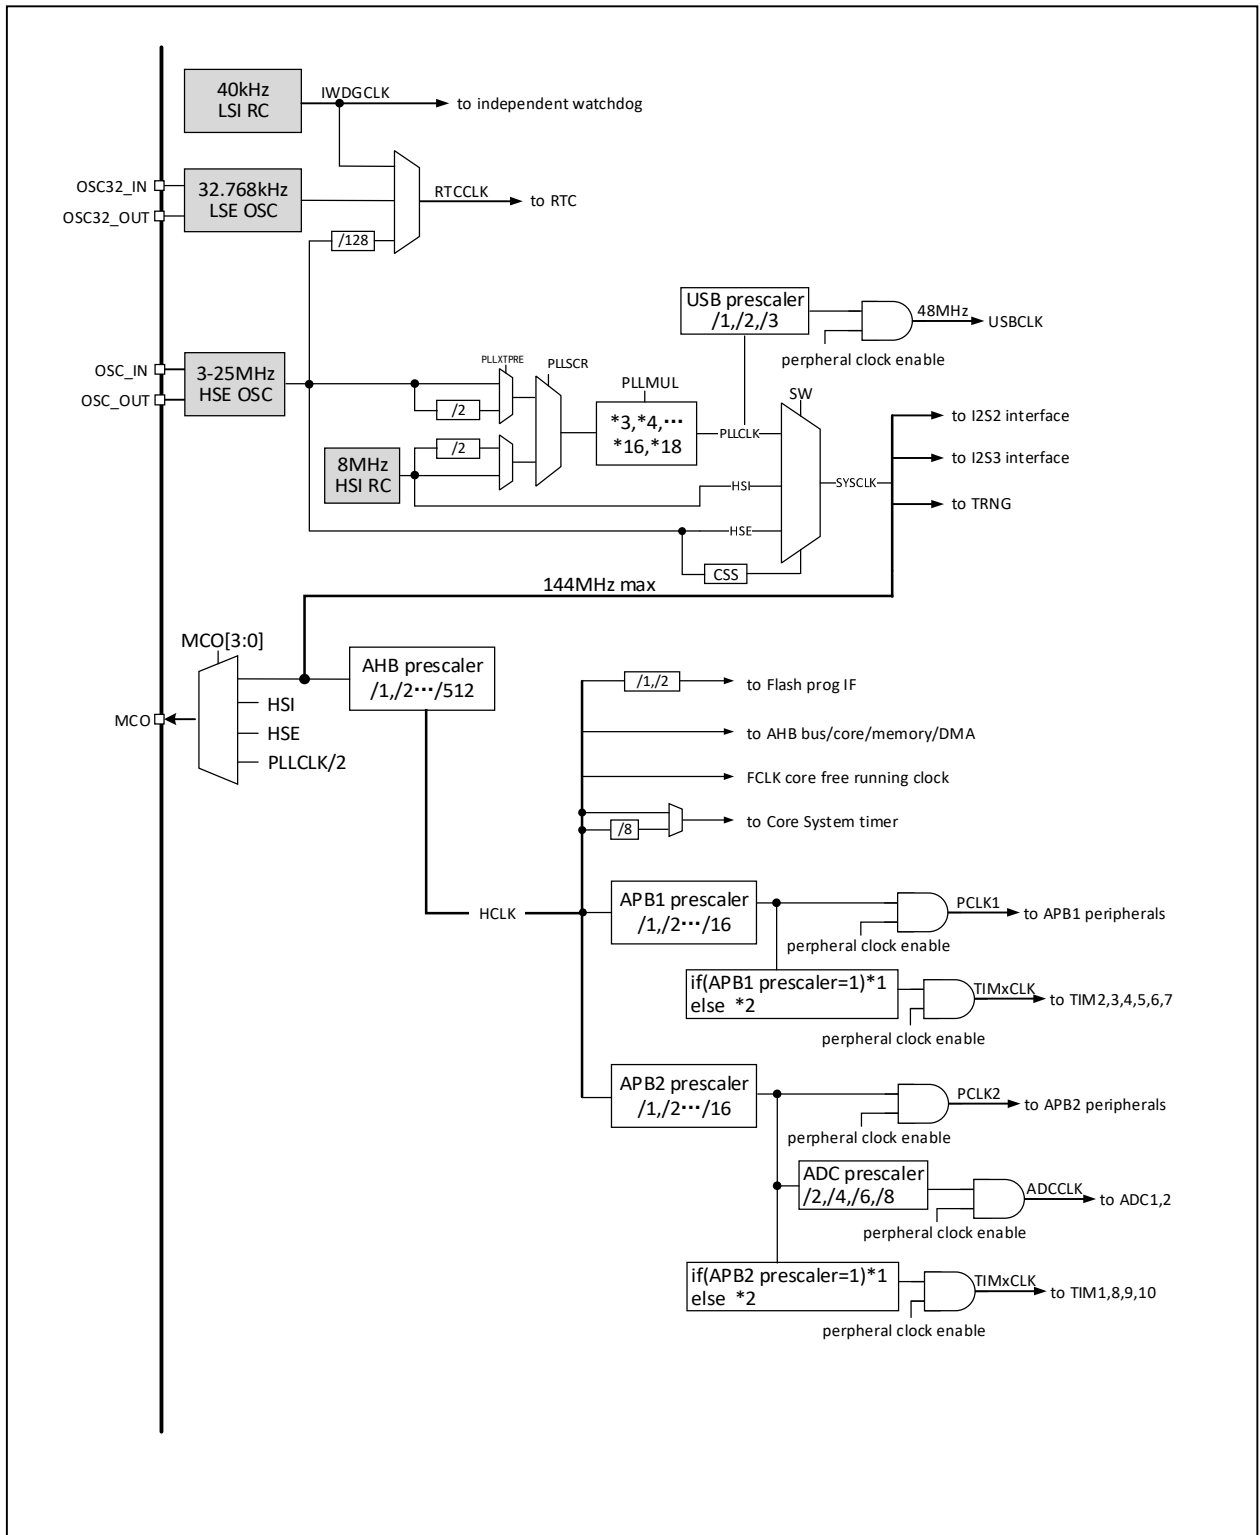 40kHz
LSI RC
IWDGCLK
to independent watchdog
OSC32_IN
OSC32_OUT
32.768kHz
LSE OSC
RTCCLK
to RTC
/128
USB prescaler
/1,/2,/3
48MHz
USBCLK
perpheral clock enable
OSC_IN
OSC_OUT
3-25MHz
HSE OSC
PLLXTPRE
PLLSCR
/2
/2
8MHz
HSI RC
PLLMUL
*3,*4,···
*16,*18
PLLCLK
HSI
HSE
CSS
SW
SYSCLK
to I2S2 interface
to I2S3 interface
to TRNG
144MHz max
MCO[3:0]
MCO
HSI
HSE
PLLCLK/2
AHB prescaler
/1,/2···/512
/1,/2
to Flash prog IF
to AHB bus/core/memory/DMA
FCLK core free running clock
/8
to Core System timer
HCLK
APB1 prescaler
/1,/2···/16
PCLK1
to APB1 peripherals
perpheral clock enable
if(APB1 prescaler=1)*1
else *2
TIMxCLK
to TIM2,3,4,5,6,7
perpheral clock enable
APB2 prescaler
/1,/2···/16
PCLK2
to APB2 peripherals
perpheral clock enable
ADC prescaler
/2,/4,/6,/8
ADCCLK
to ADC1,2
perpheral clock enable
if(APB2 prescaler=1)*1
else *2
TIMxCLK
to TIM1,8,9,10
perpheral clock enable